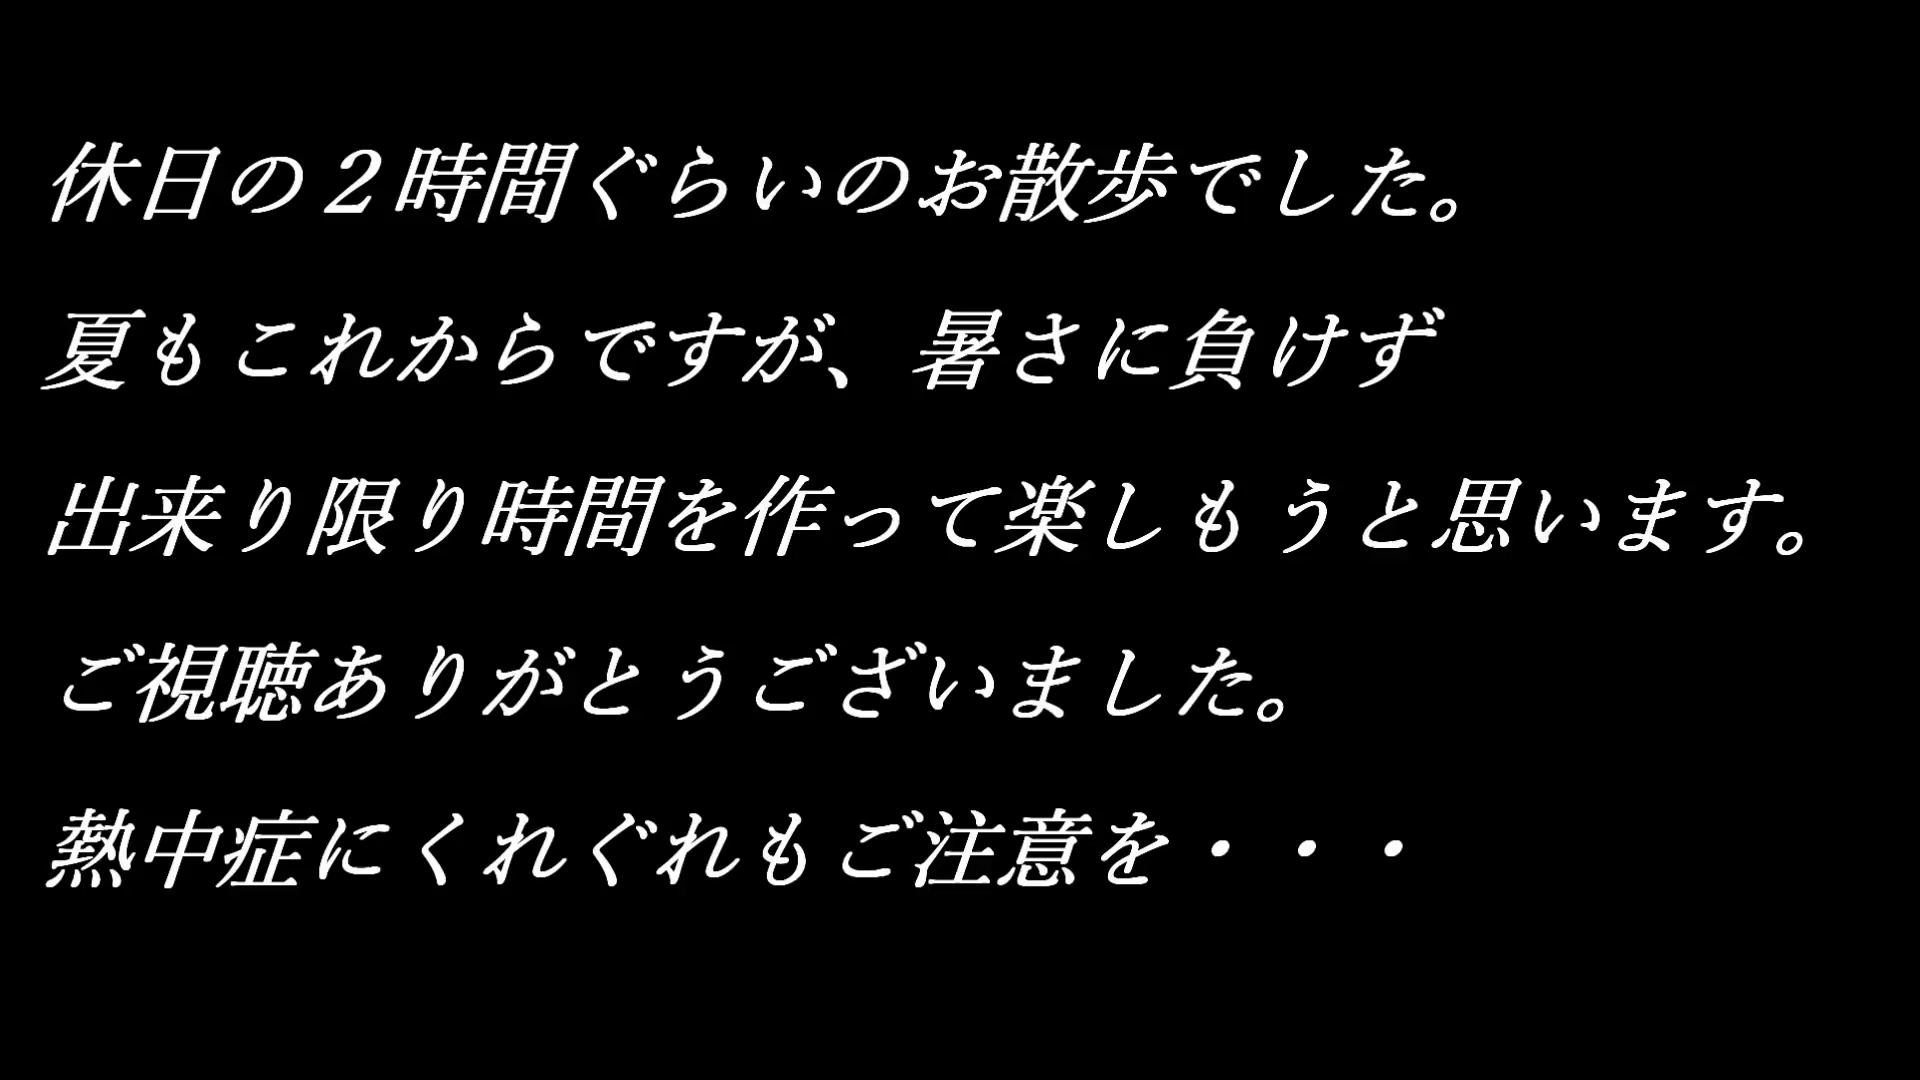 休日の２時間ぐらいのお散歩でした。
夏もこれからですが、暑さに負けず
出来り限り時間を作って楽しもうと思います。
ご視聴ありがとうございました。
熱中症にくれぐれもご注意を・・・